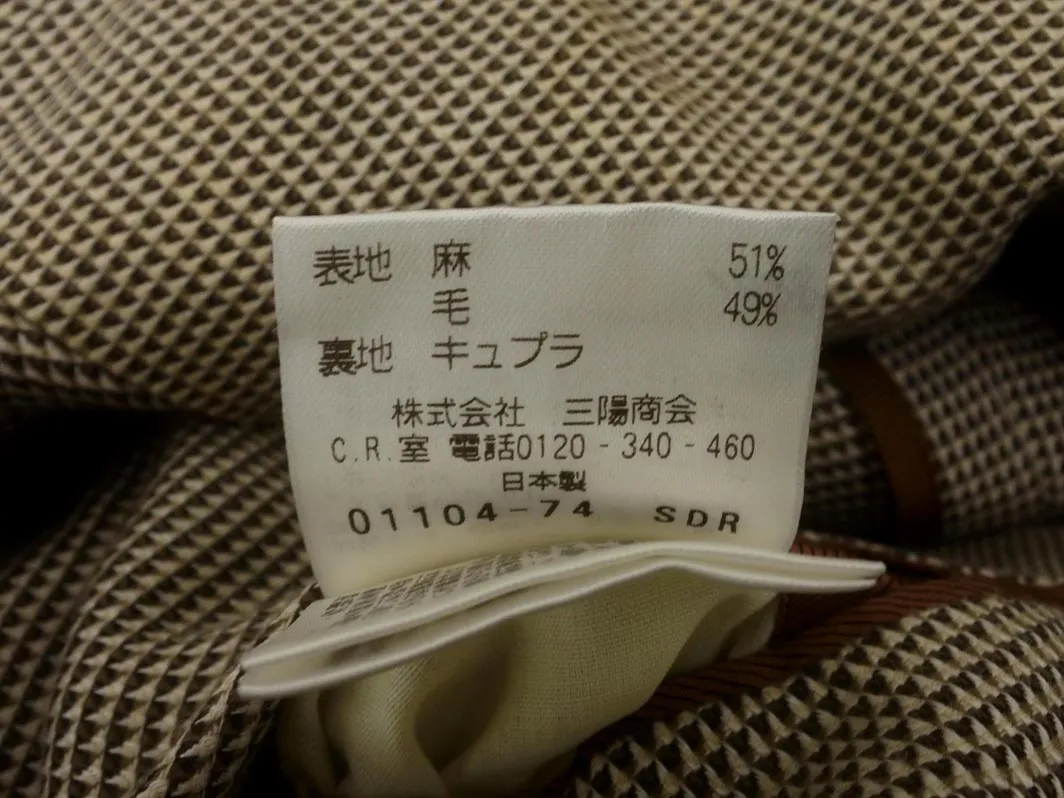 表地 麻 51%
毛 49%
裏地 キュプラ
株式会社 三陽商会
C.R.室 電話0120-340-460
日本製
01104-74 SDR